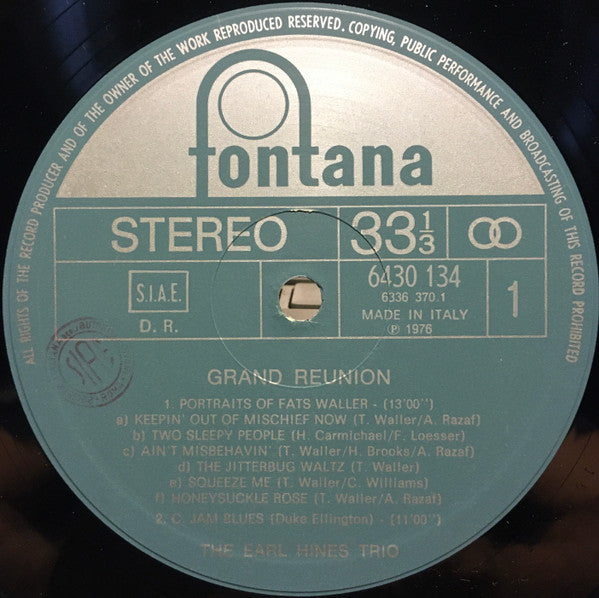 ALL RIGHTS OF THE RECORD PRODUCER AND OF THE OWNER OF THE WORK REPRODUCED RESERVED. COPYING, PUBLIC PERFORMANCE AND BROADCASTING OF THIS RECORD PROHIBITED
fontana
STEREO
33 1/3
S.I.A.E.
D. R.
6430 134
6336 370.1
MADE IN ITALY
℗ 1976
1
SIAE
GRAND REUNION
1. PORTRAITS OF FATS WALLER - (13'00")
a) KEEPIN' OUT OF MISCHIEF NOW (T. Waller/A. Razaf)
b) TWO SLEEPY PEOPLE (H. Carmichael/F. Loesser)
c) AIN'T MISBEHAVIN' (T. Waller/H. Brooks/A. Razaf)
d) THE JITTERBUG WALTZ (T. Waller)
e) SQUEEZE ME (T. Waller/C. Williams)
f) HONEYSUCKLE ROSE (T. Waller/A. Razaf)
2. C. JAM BLUES (Duke Ellington) - (11'00")
THE EARL HINES TRIO